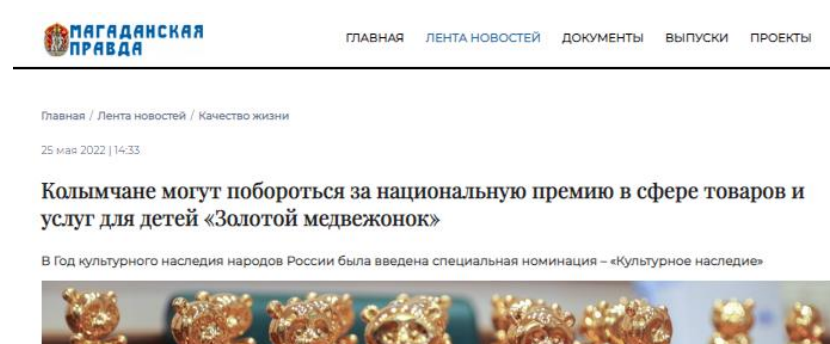 МАГАДАНСКАЯ
ПРАВДА
ГЛАВНАЯ ЛЕНТА НОВОСТЕЙ ДОКУМЕНТЫ ВЫПУСКИ ПРОЕКТЫ
Главная / Лента новостей / Качество жизни
25 мая 2022 | 14:33
Колымчане могут побороться за национальную премию в сфере товаров и
услуг для детей «Золотой медвежонок»
В Год культурного наследия народов России была введена специальная номинация – «Культурное наследие»